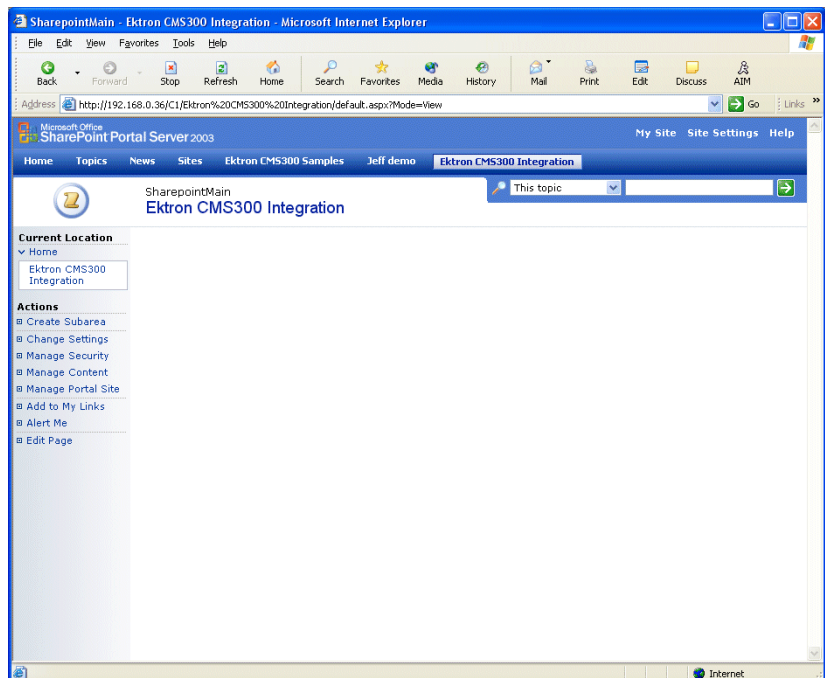 SharepointMain - Ektron CMS300 Integration - Microsoft Internet Explorer
File Edit View Favorites Tools Help
Back Forward Stop Refresh Home Search Favorites Media History Mail Print Edit Discuss AIM
Address http://192.168.0.36/C1/Ektron%20CMS300%20Integration/default.aspx?Mode=View Go Links »
Microsoft Office
SharePoint Portal Server 2003 My Site Site Settings Help
Home Topics News Sites Ektron CMS300 Samples Jeff demo Ektron CMS300 Integration
SharepointMain This topic
Ektron CMS300 Integration
Current Location
Home
Ektron CMS300
Integration
Actions
Create Subarea
Change Settings
Manage Security
Manage Content
Manage Portal Site
Add to My Links
Alert Me
Edit Page
Internet